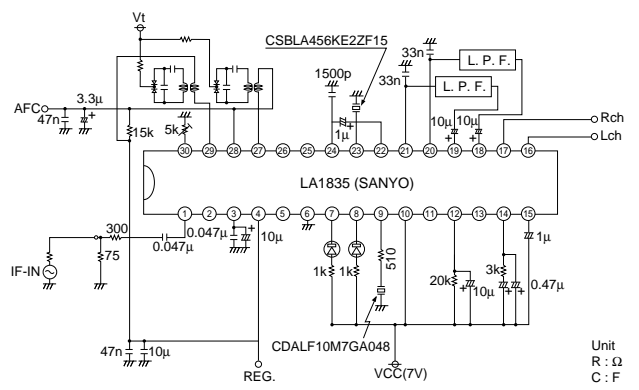 Vt
CSBLA456KE2ZF15
33n
33n
L. P. F.
L. P. F.
1500p
AFC
3.3µ
+
47n
15k
5k
+
1µ
10µ
10µ
+
+
Rch
Lch
30
29
28
27
26
25
24
23
22
21
20
19
18
17
16
LA1835 (SANYO)
1
2
3
4
5
6
7
8
9
10
11
12
13
14
15
300
0.047µ
0.047µ
+
10µ
75
IF-IN
1k
1k
510
20k
+
10µ
3k
+
+
1µ
0.47µ
47n
10µ
CDALF10M7GA048
REG.
VCC(7V)
Unit
R : Ω
C : F